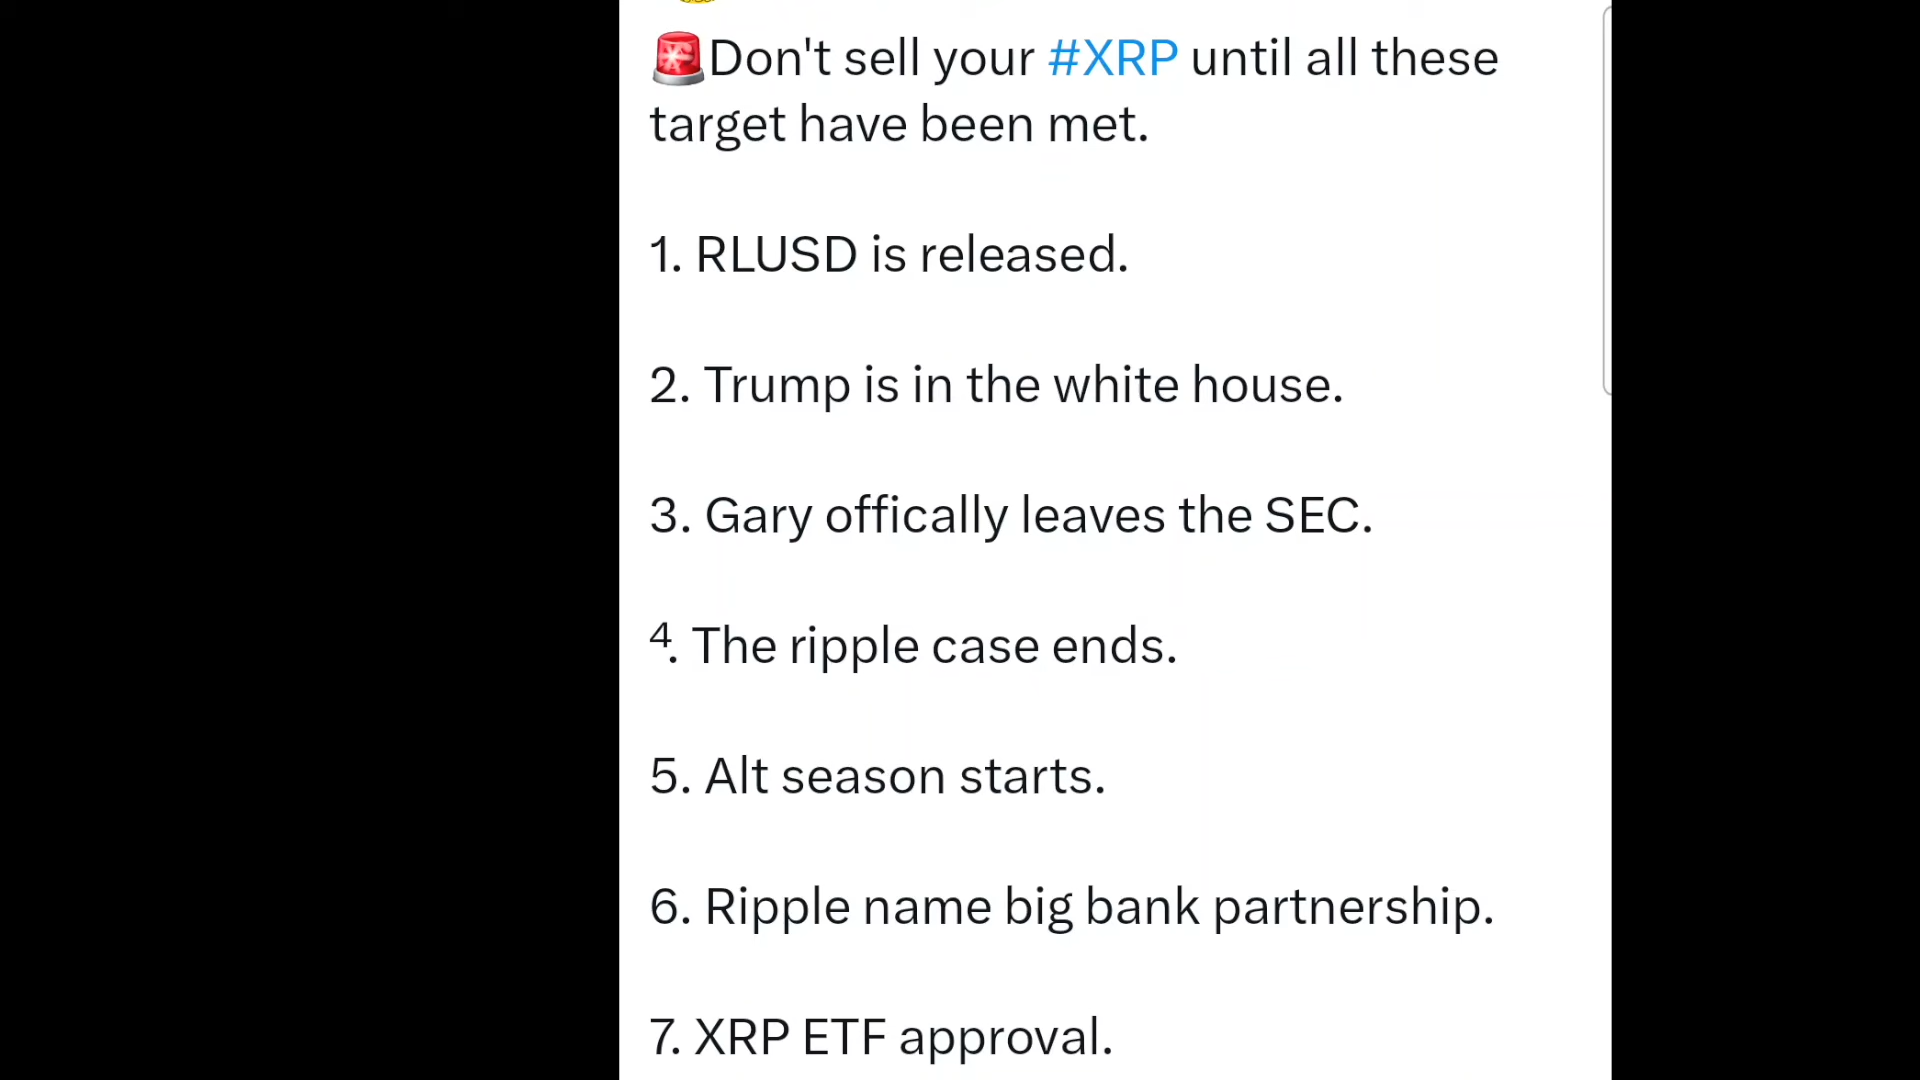 🚨Don't sell your #XRP until all these
target have been met.
1. RLUSD is released.
2. Trump is in the white house.
3. Gary offically leaves the SEC.
⁴. The ripple case ends.
5. Alt season starts.
6. Ripple name big bank partnership.
7. XRP ETF approval.